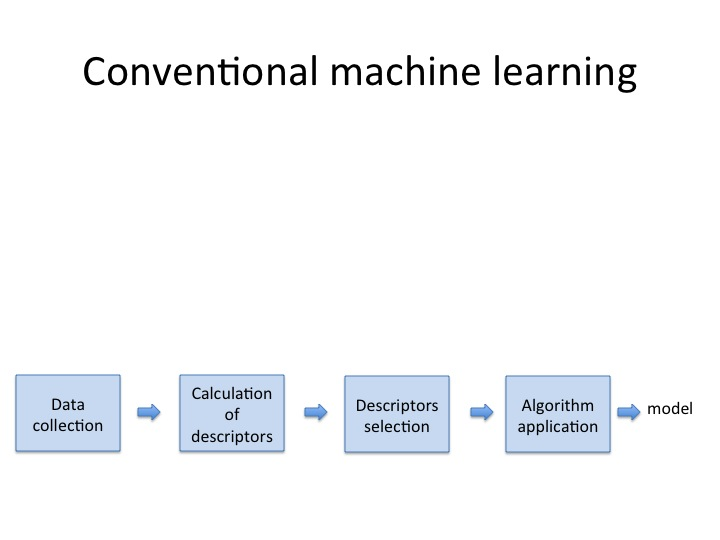 Conventional machine learning
Data
collection
Calculation
of
descriptors
Descriptors
selection
Algorithm
application
model